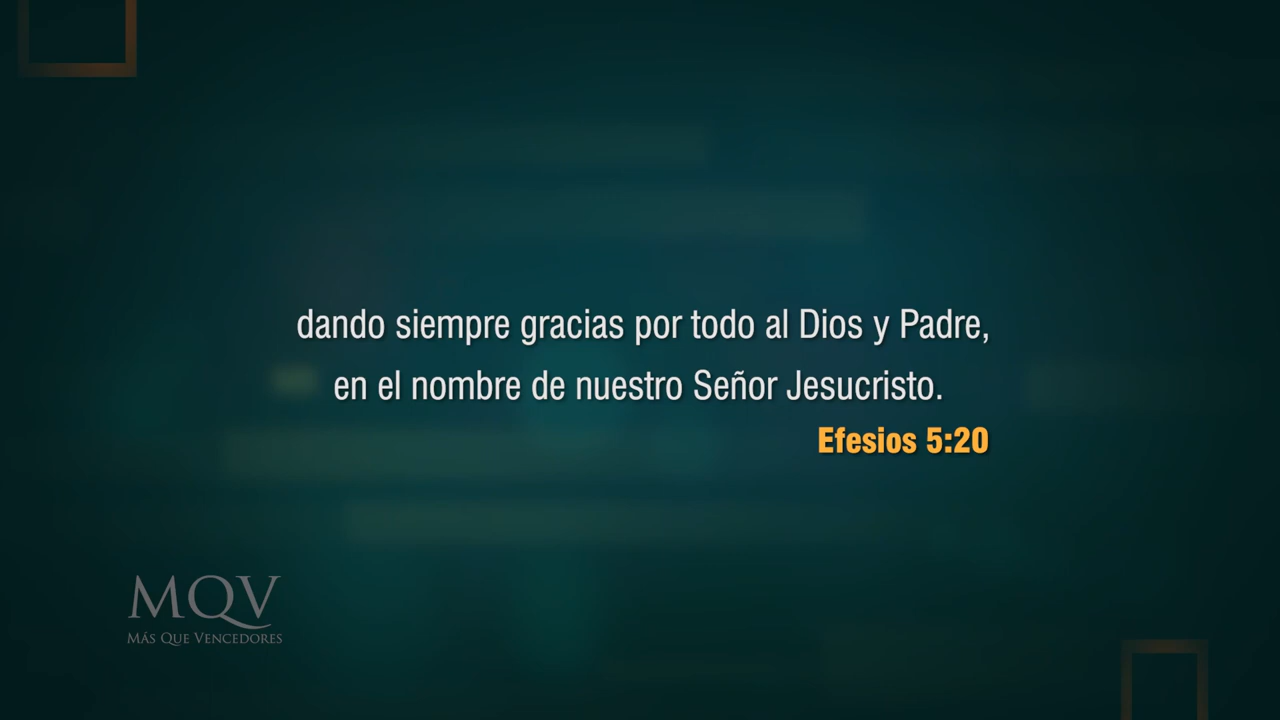 dando siempre gracias por todo al Dios y Padre,
en el nombre de nuestro Señor Jesucristo.
Efesios 5:20
MQV
MÁS QUE VENCEDORES